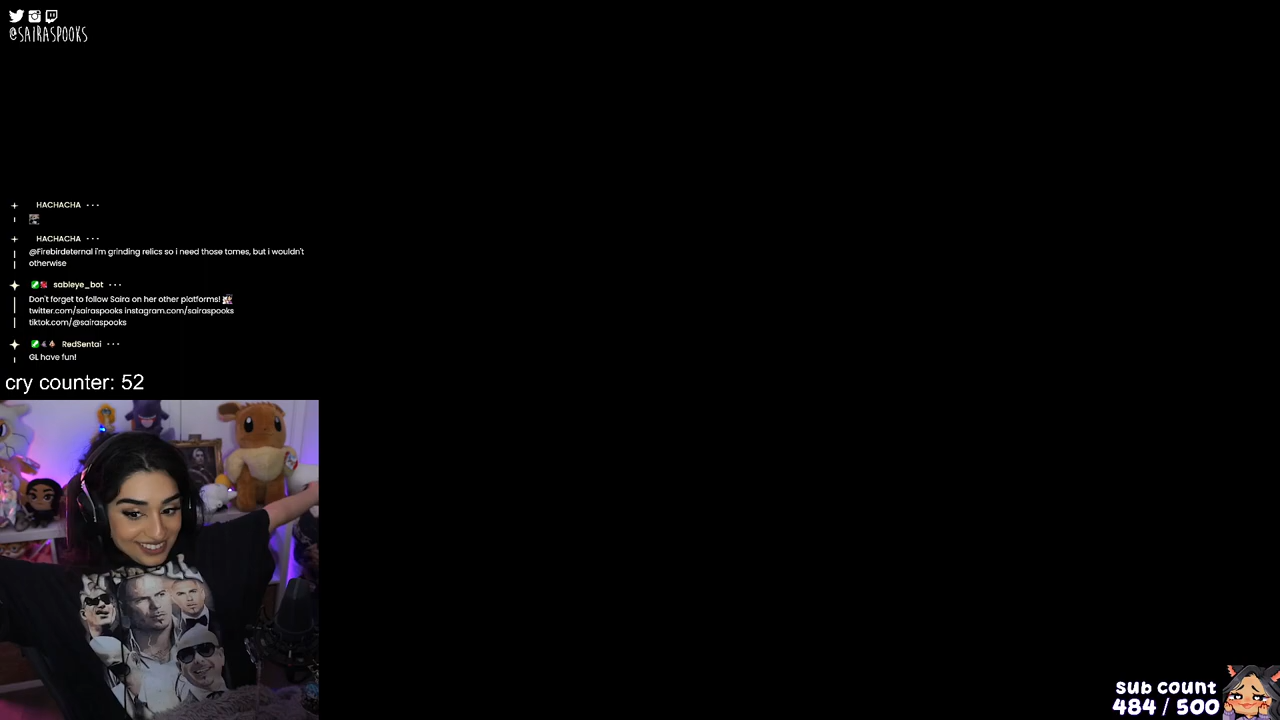 @SAIRASPOOKS
HACHACHA ···
HACHACHA ···
@Firebirdeternal i'm grinding relics so i need those tomes, but i wouldn't
otherwise
sableye_bot ···
Don't forget to follow Saira on her other platforms!
twitter.com/sairaspooks instagram.com/sairaspooks
tiktok.com/@sairaspooks
RedSentai ···
GL have fun!
cry counter: 52
sub count
484 / 500